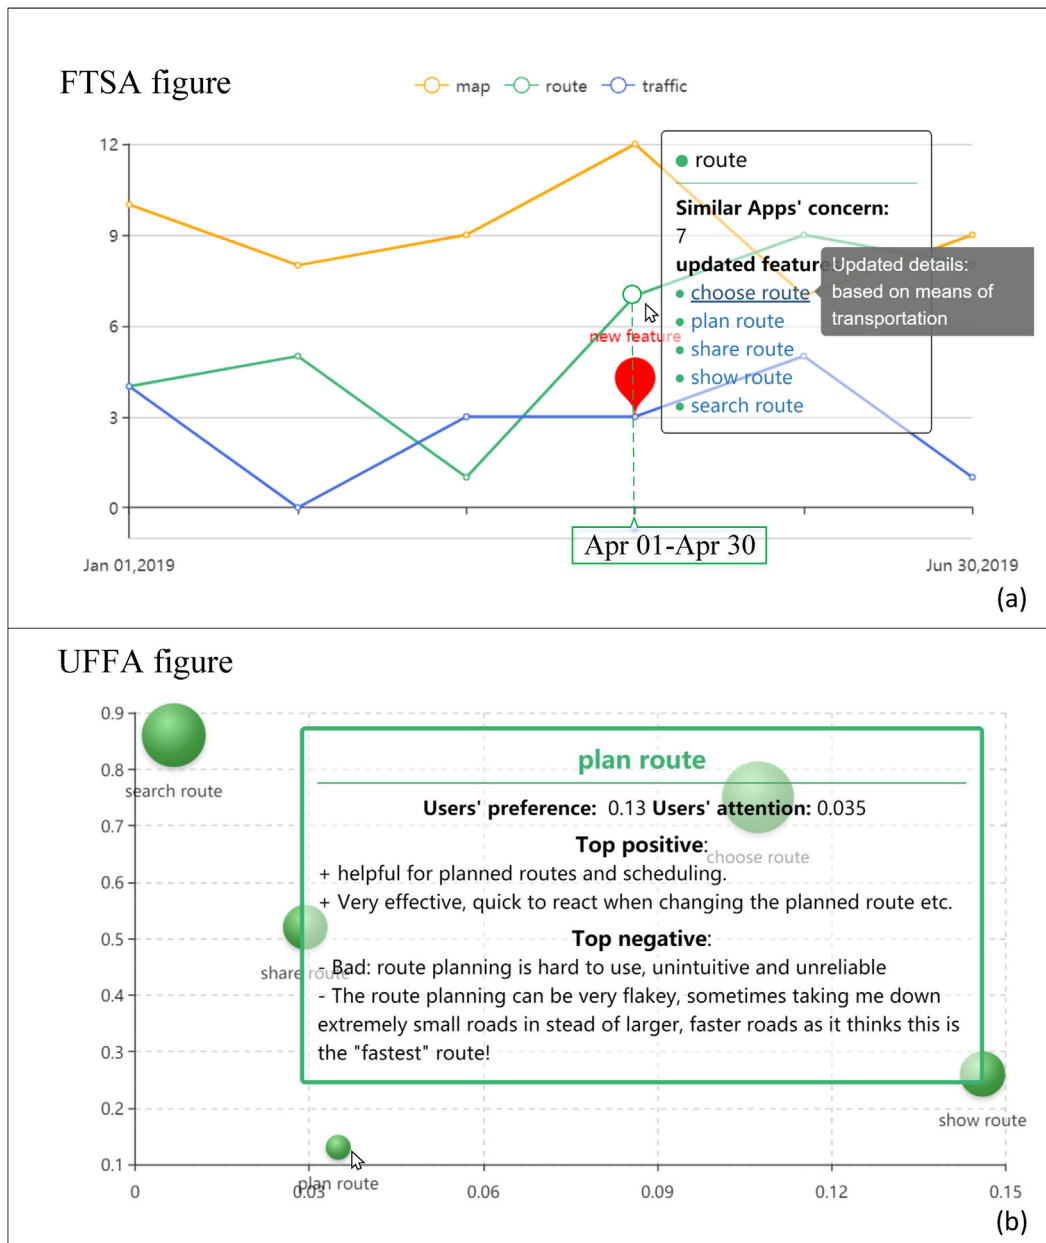 FTSA figure
map route traffic
12
9
6
3
0
route
Similar Apps' concern:
7
updated feature
choose route
plan route
share route
show route
search route
Updated details:
based on means of
transportation
new feature
Apr 01-Apr 30
Jan 01,2019
Jun 30,2019
(a)
UFFA figure
0.9
0.8
0.7
0.6
0.5
0.4
0.3
0.2
0.1
search route
share route
choose route
show route
plan route
plan route
Users' preference: 0.13 Users' attention: 0.035
Top positive:
+ helpful for planned routes and scheduling.
+ Very effective, quick to react when changing the planned route etc.
Top negative:
- Bad: route planning is hard to use, unintuitive and unreliable
- The route planning can be very flakey, sometimes taking me down
extremely small roads in stead of larger, faster roads as it thinks this is
the "fastest" route!
0 0.03 0.06 0.09 0.12 0.15
(b)